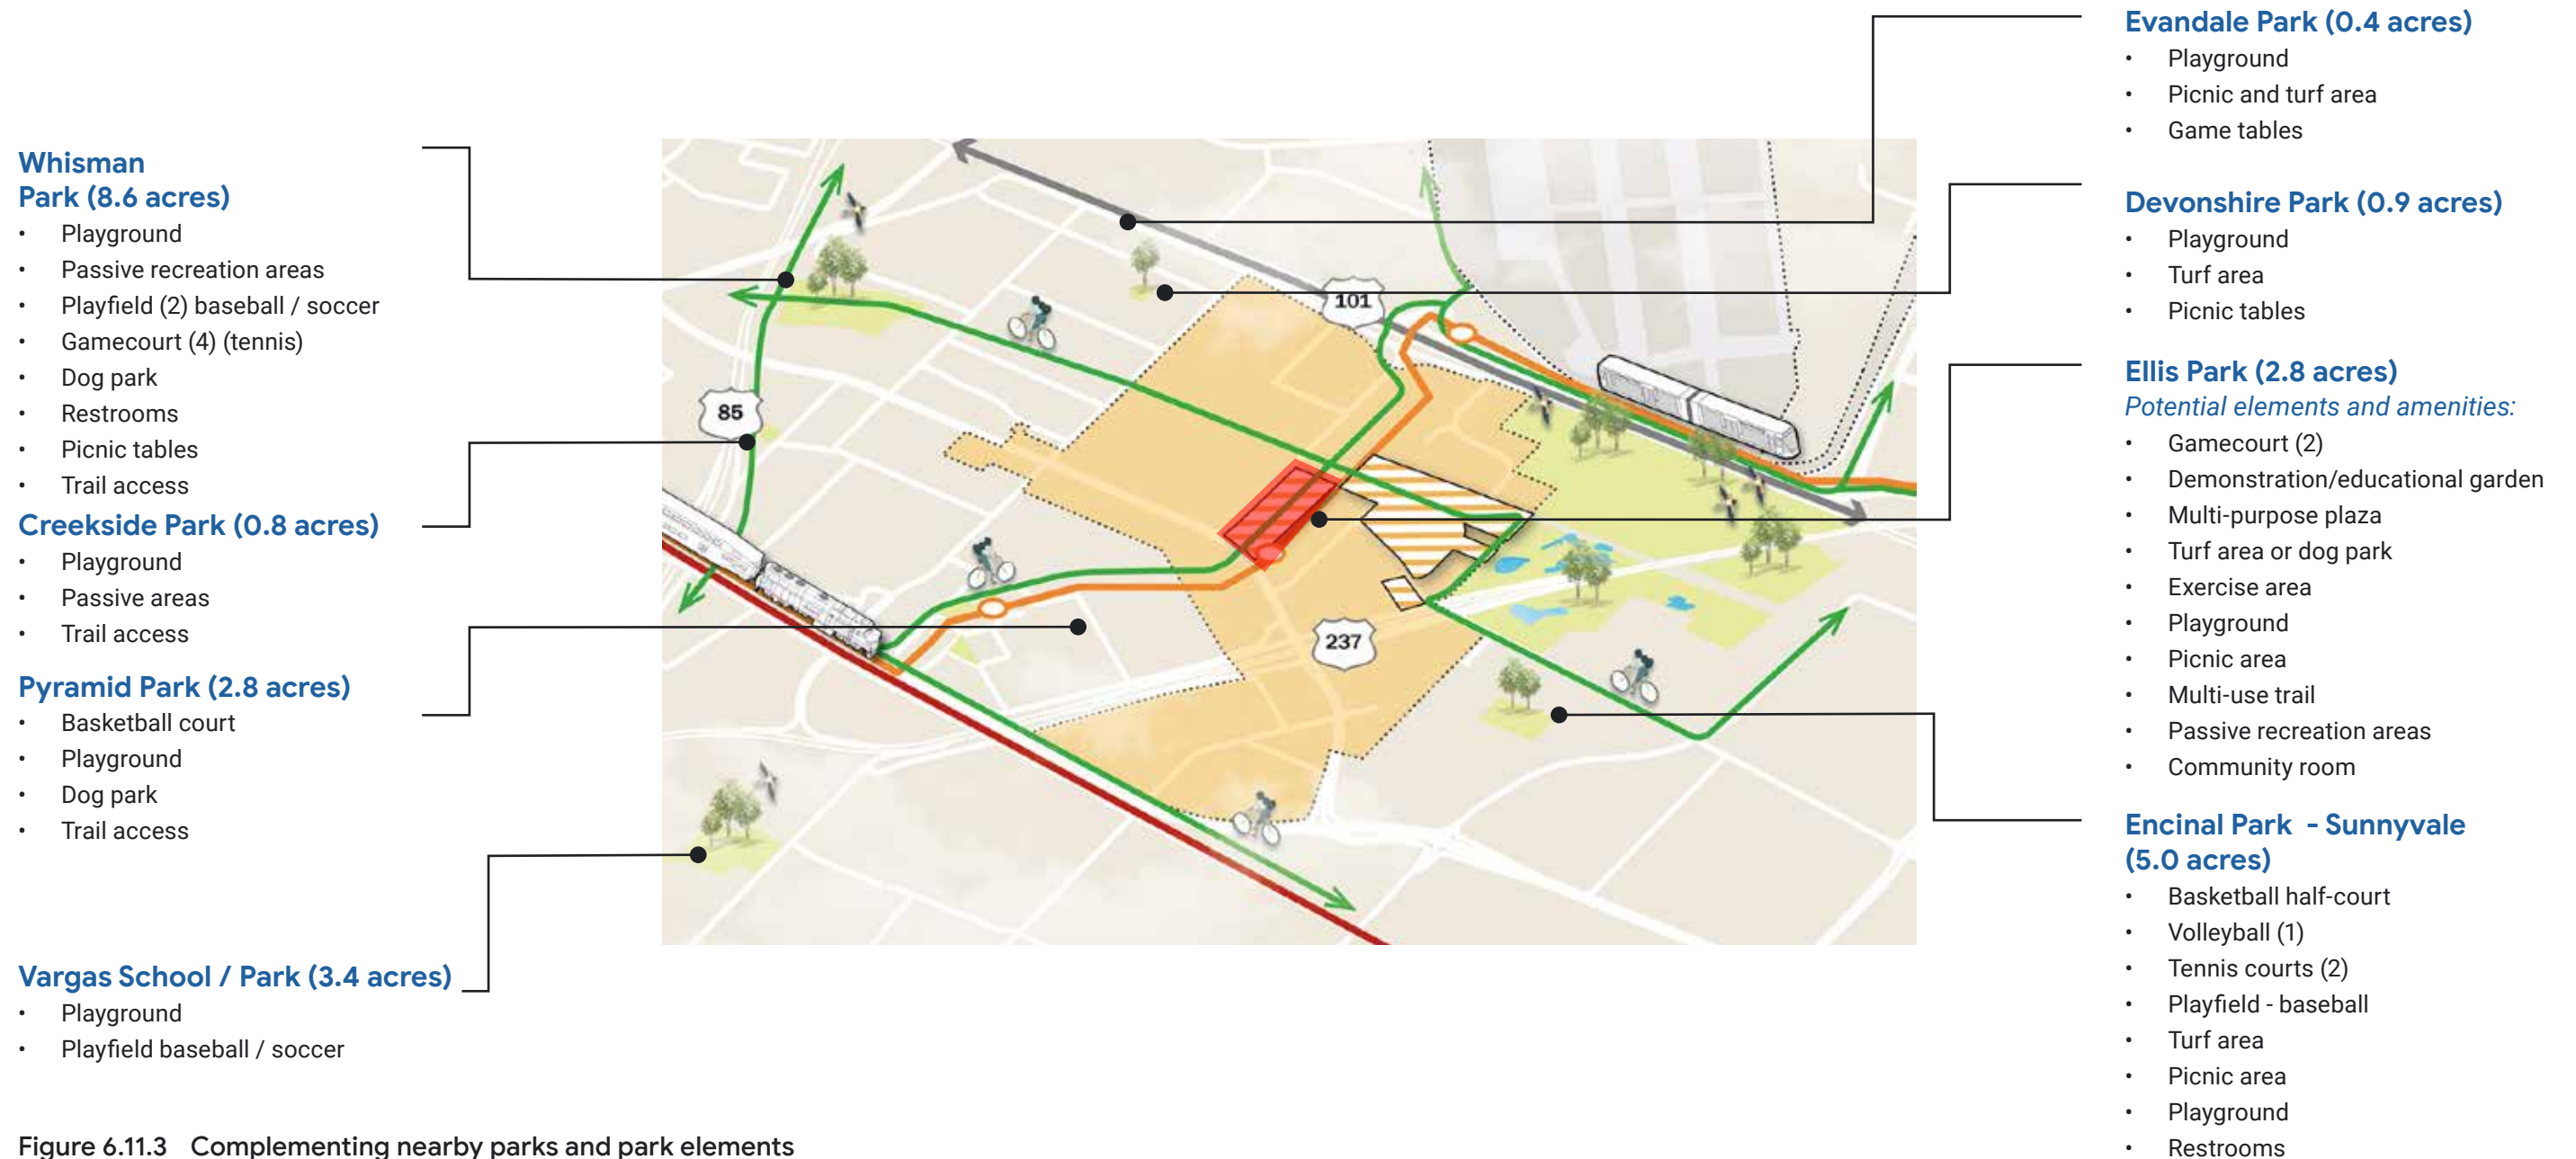 Whisman
Park (8.6 acres)
• Playground
• Passive recreation areas
• Playfield (2) baseball / soccer
• Gamecourt (4) (tennis)
• Dog park
• Restrooms
• Picnic tables
• Trail access
Creekside Park (0.8 acres)
• Playground
• Passive areas
• Trail access
Pyramid Park (2.8 acres)
• Basketball court
• Playground
• Dog park
• Trail access
Vargas School / Park (3.4 acres)
• Playground
• Playfield baseball / soccer
101
85
237
Evandale Park (0.4 acres)
• Playground
• Picnic and turf area
• Game tables
Devonshire Park (0.9 acres)
• Playground
• Turf area
• Picnic tables
Ellis Park (2.8 acres)
Potential elements and amenities:
• Gamecourt (2)
• Demonstration/educational garden
• Multi-purpose plaza
• Turf area or dog park
• Exercise area
• Playground
• Picnic area
• Multi-use trail
• Passive recreation areas
• Community room
Encinal Park - Sunnyvale
(5.0 acres)
• Basketball half-court
• Volleyball (1)
• Tennis courts (2)
• Playfield - baseball
• Turf area
• Picnic area
• Playground
• Restrooms
Figure 6.11.3 Complementing nearby parks and park elements